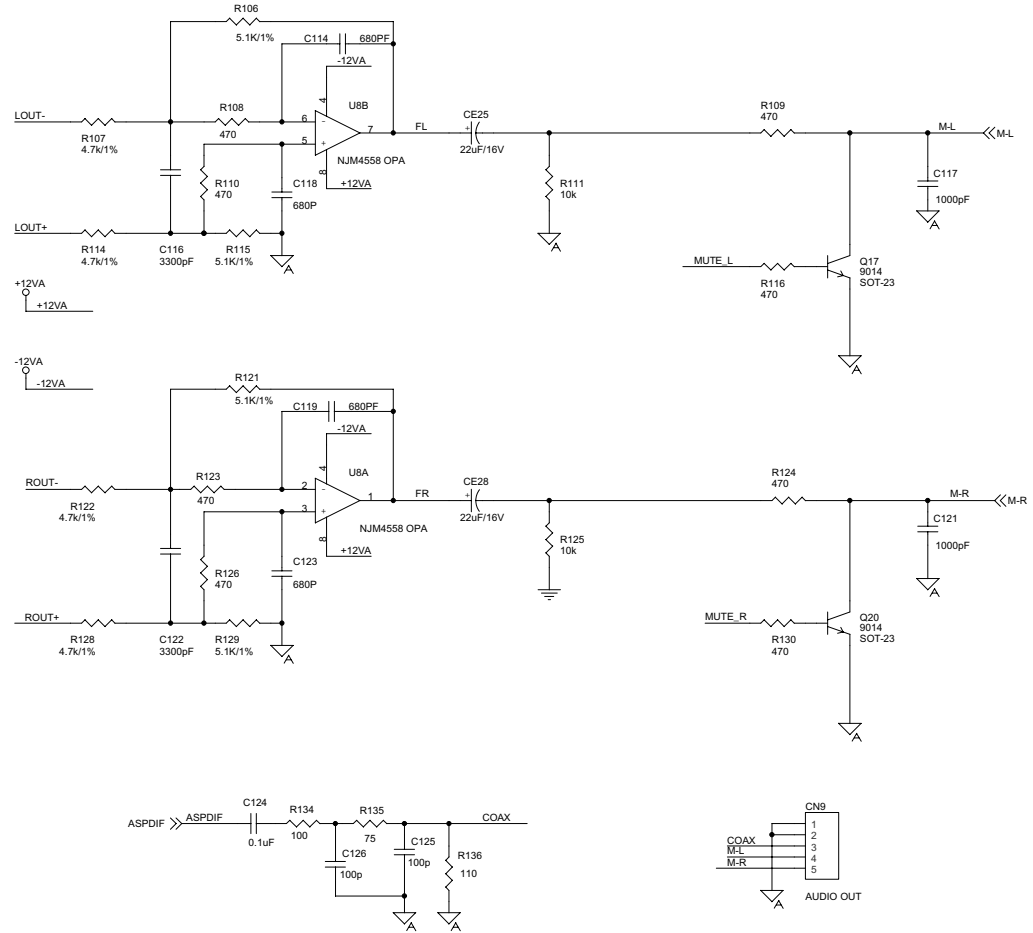 R106
5.1K/1%
C114
680PF
-12VA
4
U8B
R108
470
6
-
5
+
7
FL
CE25
+
22uF/16V
R109
470
M-L
M-L
LOUT-
R107
4.7k/1%
NJM4558 OPA
8
+12VA
R110
470
C118
680P
R111
10k
C117
1000pF
A
LOUT+
R114
4.7k/1%
C116
3300pF
R115
5.1K/1%
A
A
MUTE_L
R116
470
Q17
9014
SOT-23
A
+12VA
+12VA
-12VA
-12VA
R121
5.1K/1%
C119
680PF
-12VA
4
U8A
R123
470
2
-
3
+
1
FR
CE28
+
22uF/16V
R124
470
M-R
M-R
ROUT-
R122
4.7k/1%
NJM4558 OPA
8
+12VA
R126
470
C123
680P
R125
10k
C121
1000pF
A
ROUT+
R128
4.7k/1%
C122
3300pF
R129
5.1K/1%
A
MUTE_R
R130
470
Q20
9014
SOT-23
A
ASPDIF
ASPDIF
C124
0.1uF
R134
100
R135
75
COAX
C126
100p
C125
100p
R136
110
A
A
CN9
1
2
3
4
5
COAX
M-L
M-R
A
AUDIO OUT